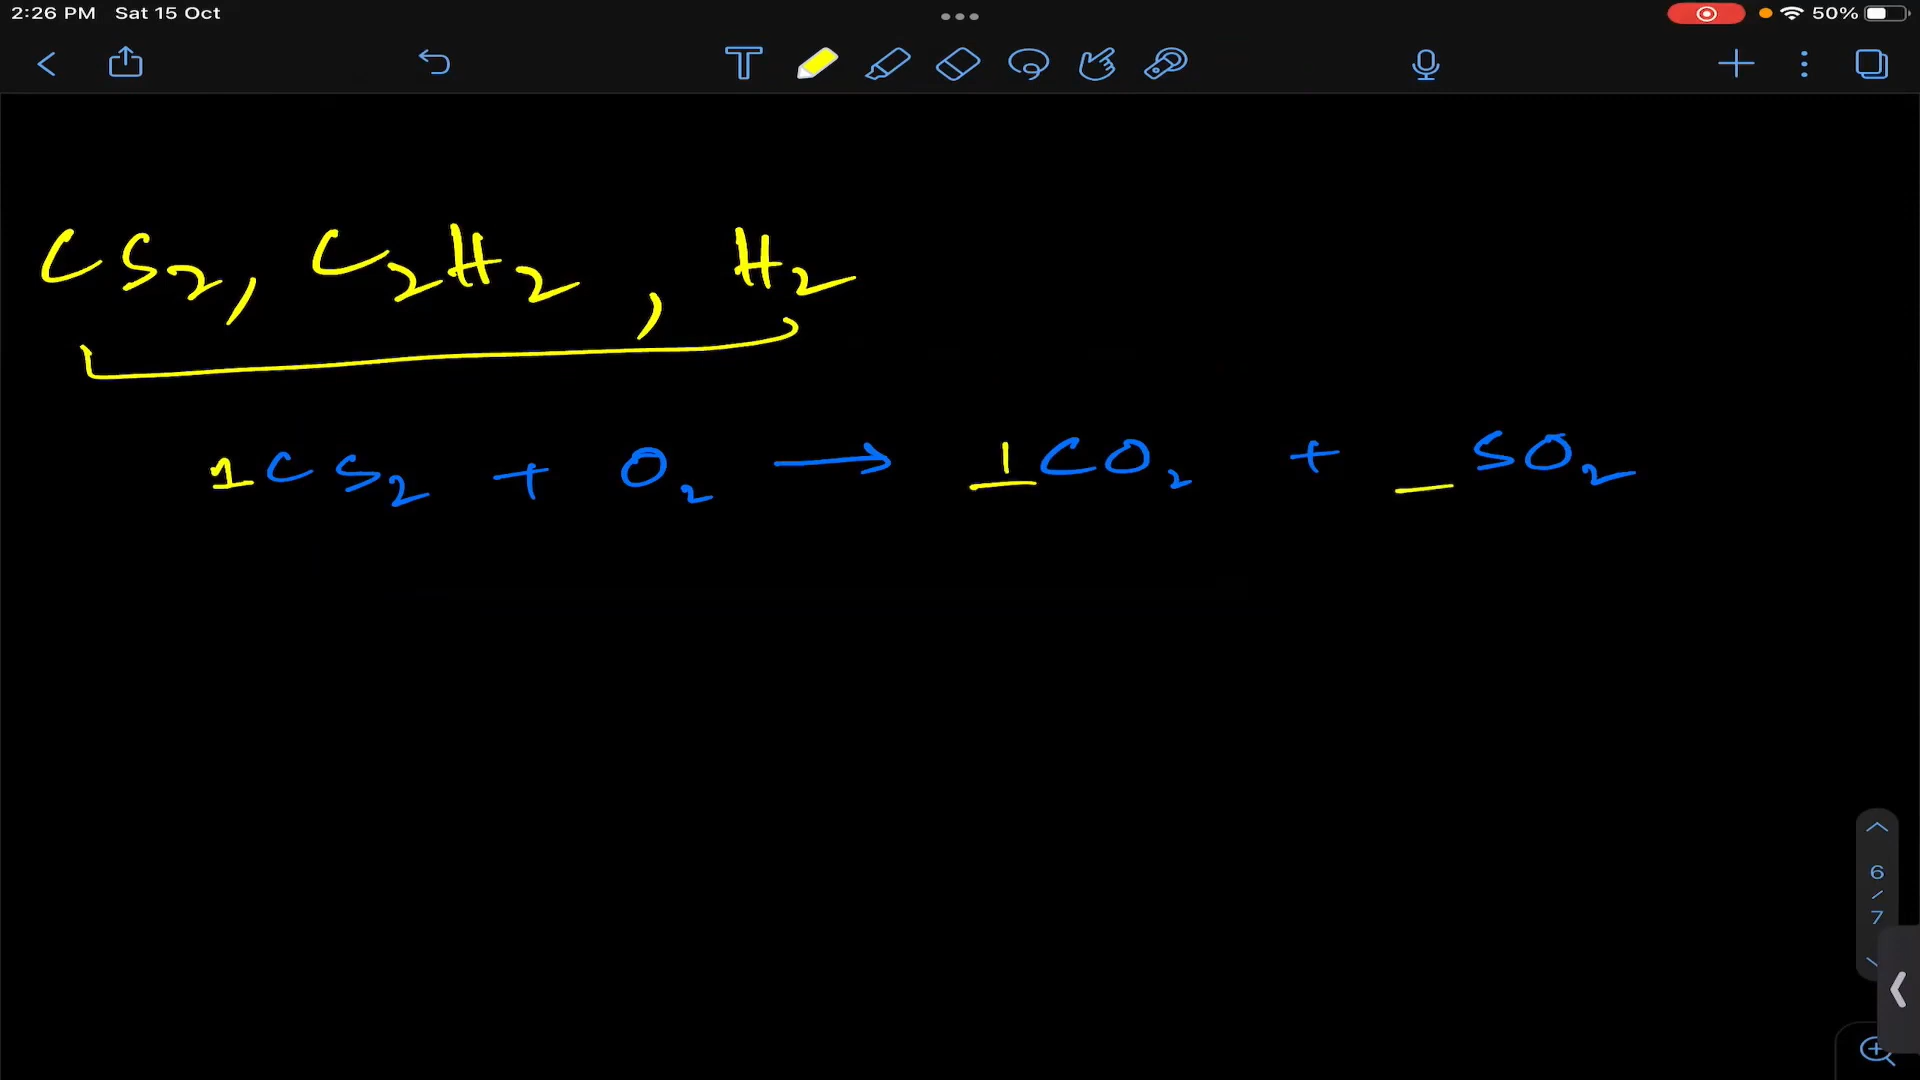 2:26 PM Sat 15 Oct
50%
T
CS₂, C₂H₂, H₂
1CS₂ + O₂ → 1CO₂ + _SO₂
6
/
7